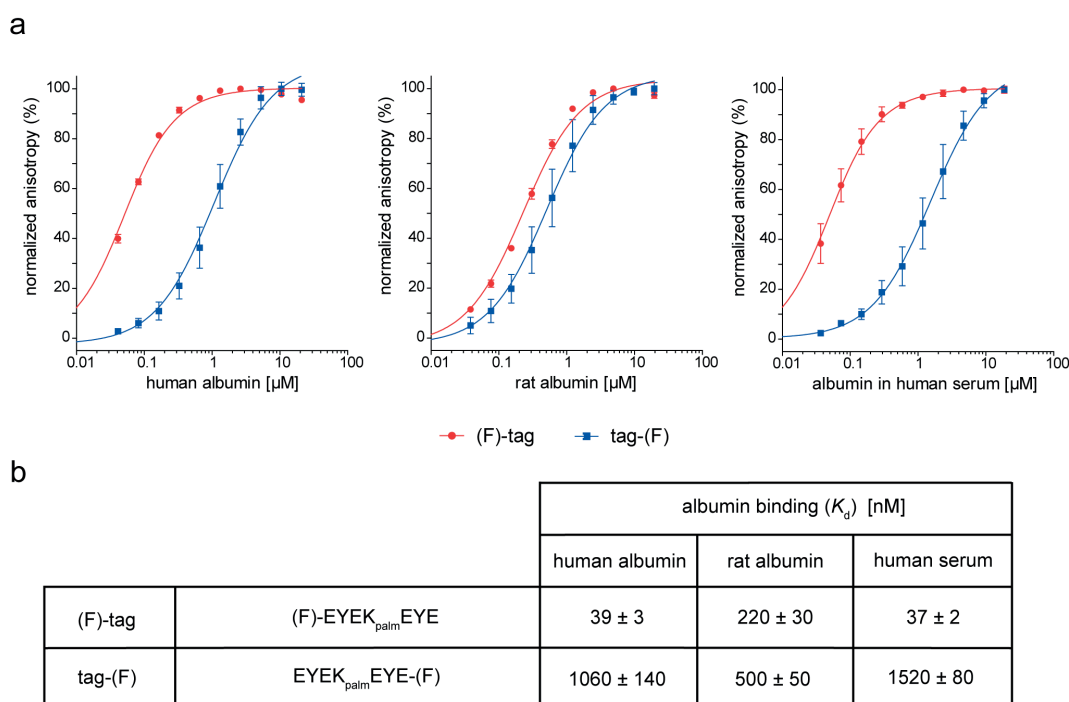 a
normalized anisotropy (%)
100
80
60
40
20
0
0.01 0.1 1 10 100
human albumin [µM]
normalized anisotropy (%)
100
80
60
40
20
0
0.01 0.1 1 10 100
rat albumin [µM]
normalized anisotropy (%)
100
80
60
40
20
0
0.01 0.1 1 10 100
albumin in human serum [µM]
(F)-tag tag-(F)
b
albumin binding (Kd) [nM]
human albumin rat albumin human serum
(F)-tag (F)-EYEKpalmEYE 39 ± 3 220 ± 30 37 ± 2
tag-(F) EYEKpalmEYE-(F) 1060 ± 140 500 ± 50 1520 ± 80